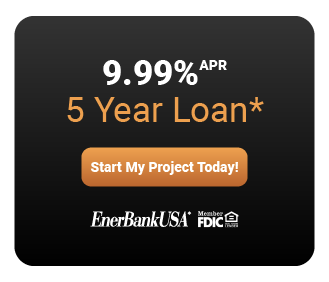 9.99% APR
5 Year Loan*
Start My Project Today!
EnerBankUSA® Member FDIC